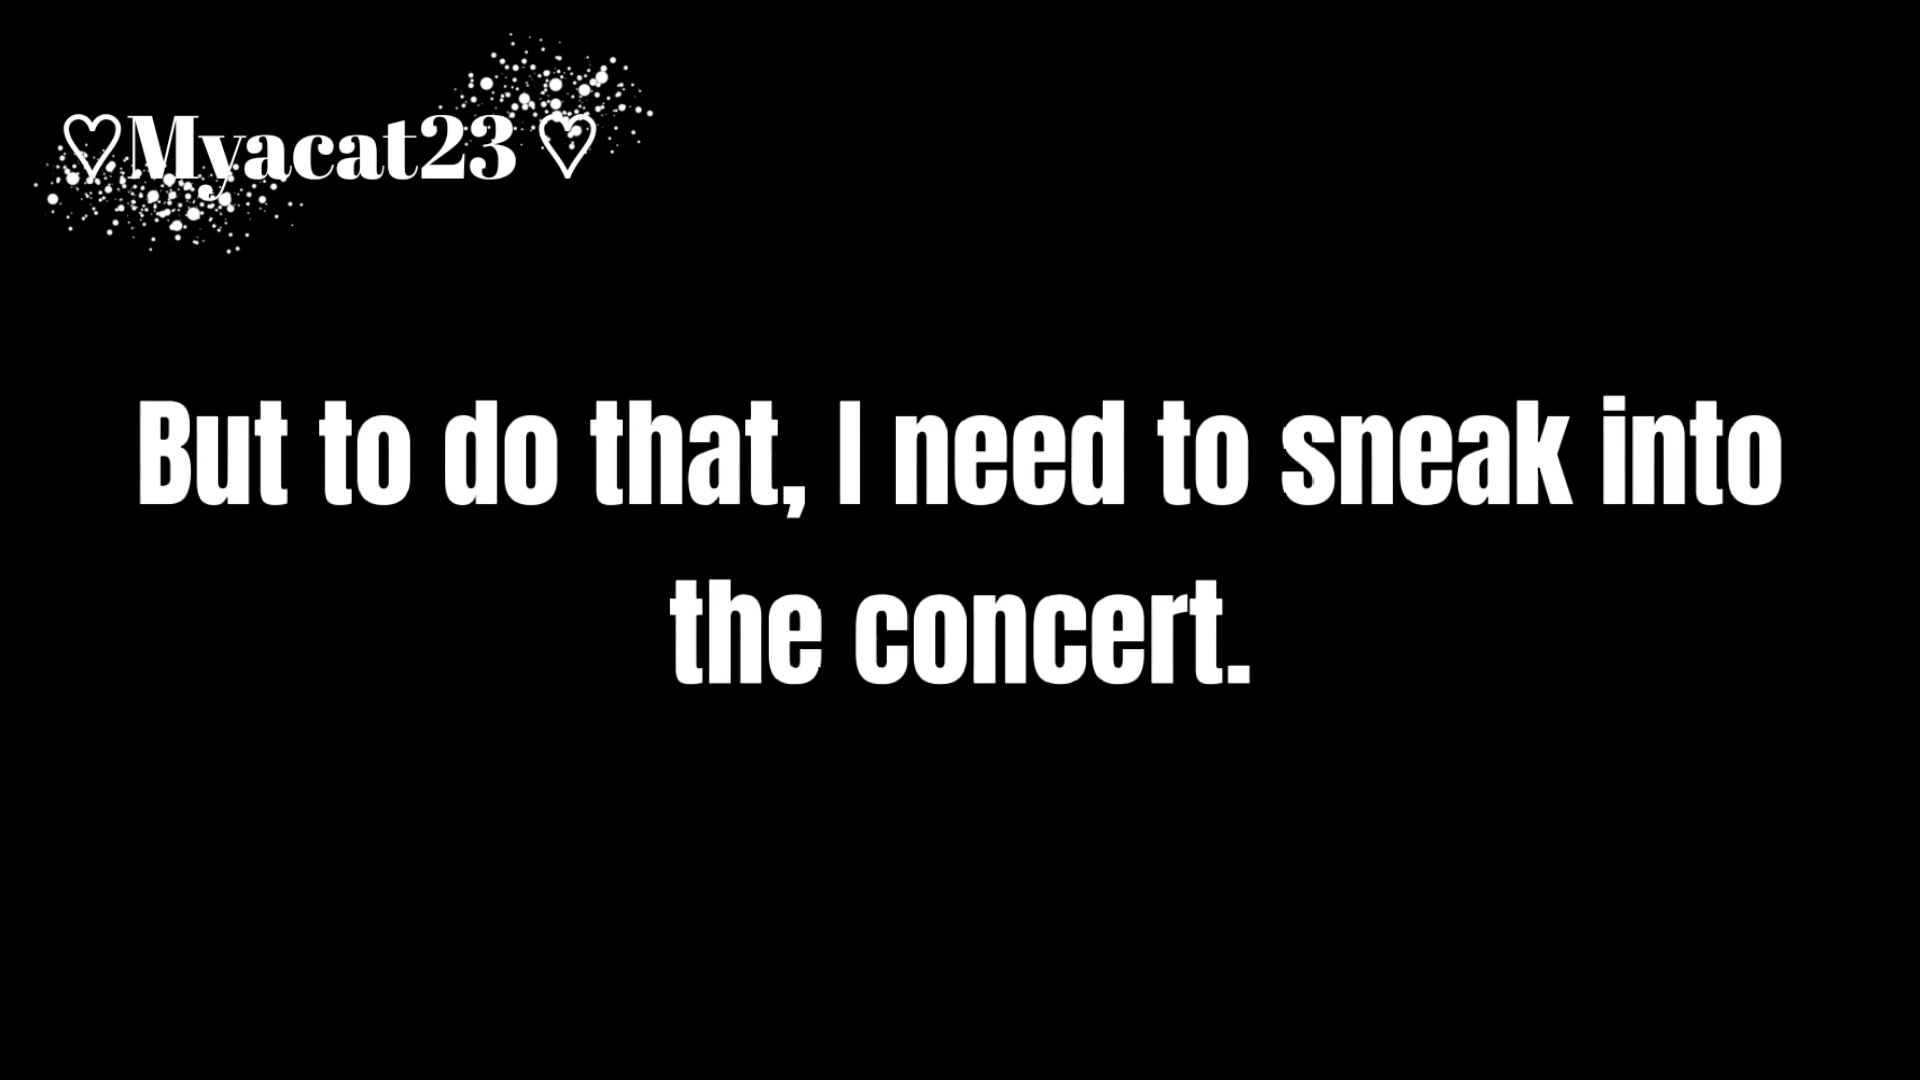 ♡Myacat23♡
But to do that, I need to sneak into
the concert.